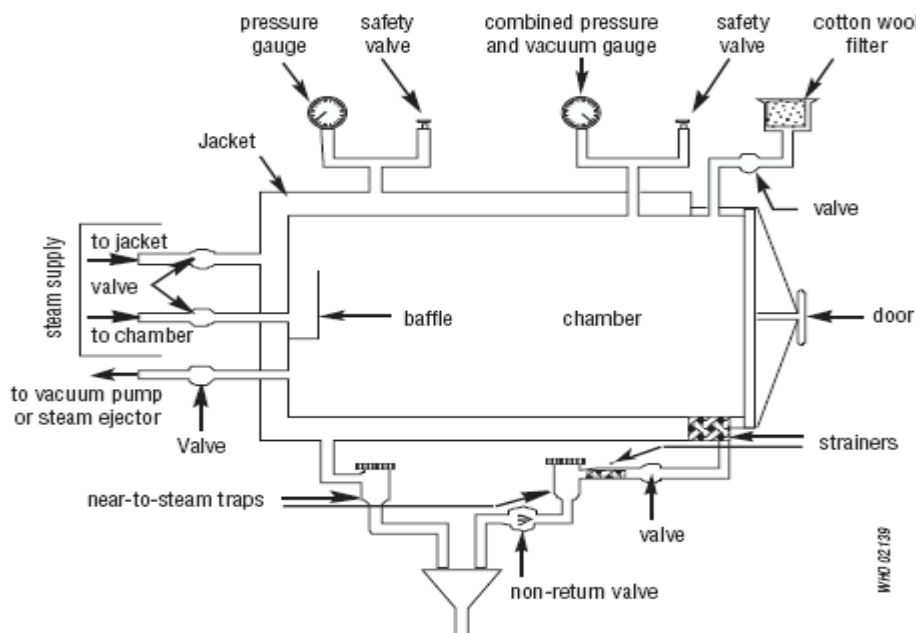 pressure
gauge
safety
valve
combined pressure
and vacuum gauge
safety
valve
cotton wool
filter
Jacket
valve
steam supply
to jacket
valve
to chamber
baffle
chamber
door
to vacuum pump
or steam ejector
Valve
strainers
near-to-steam traps
valve
non-return valve
WHO 02139